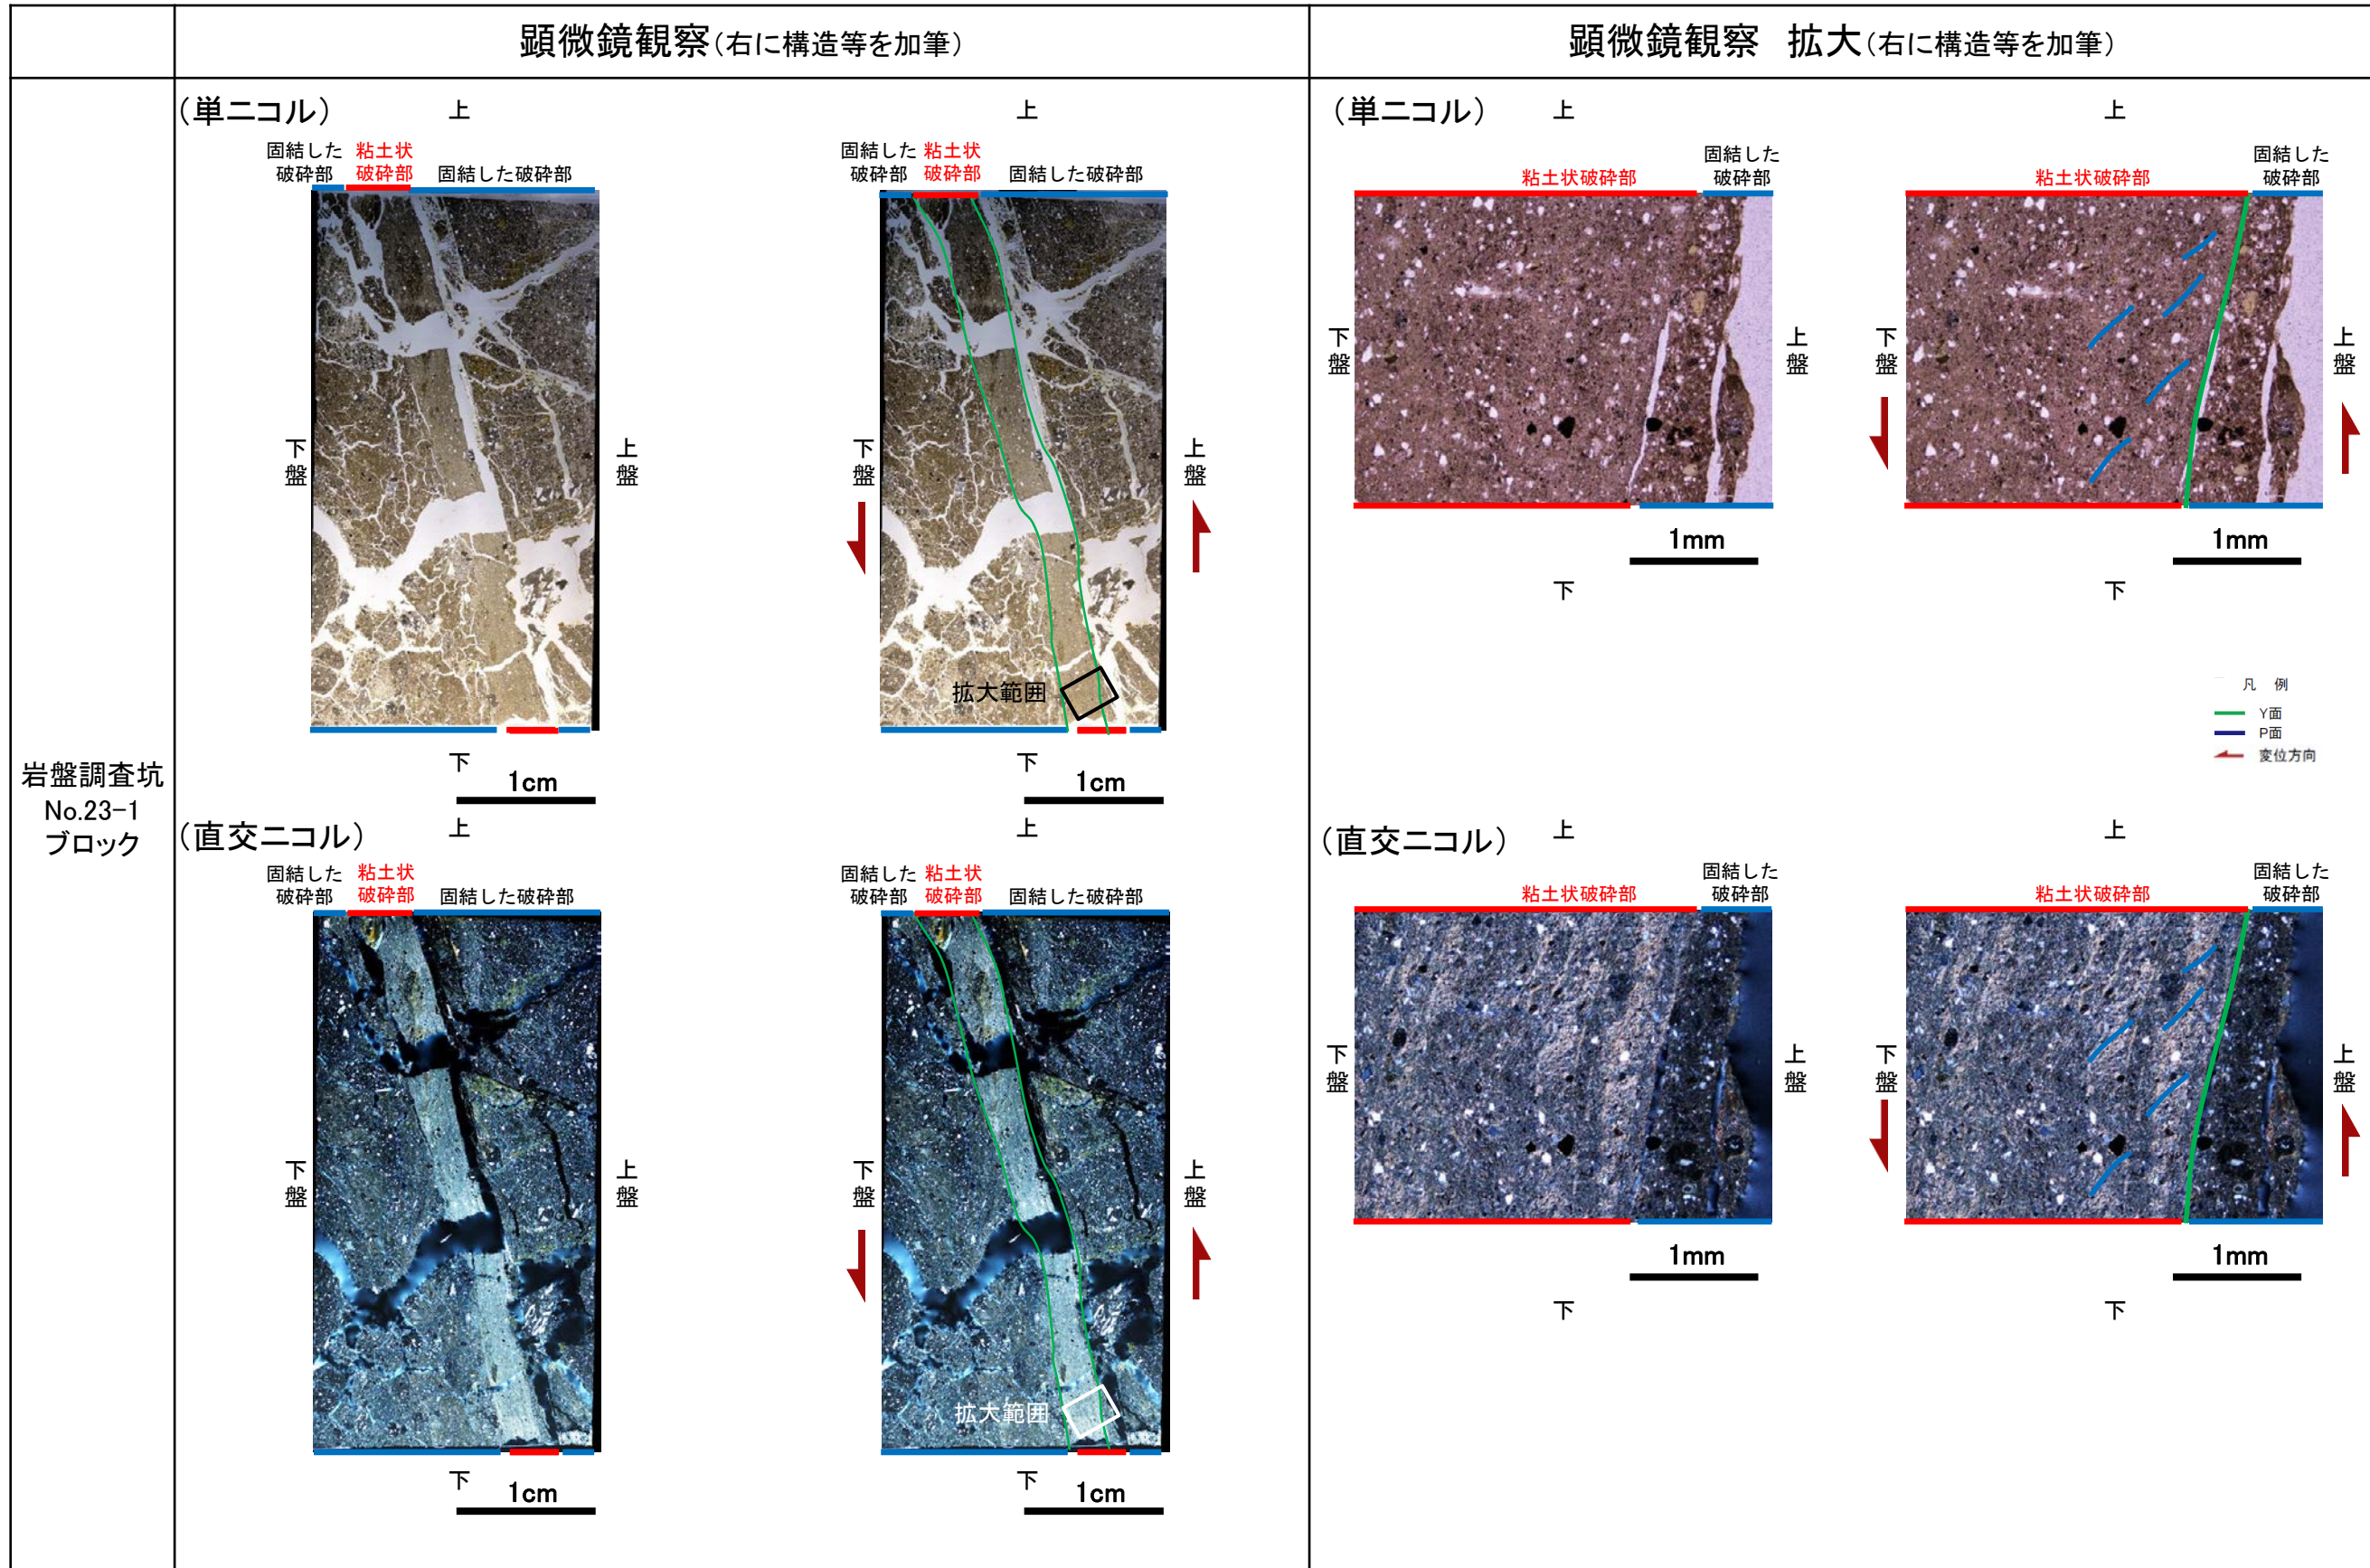 顕微鏡観察(右に構造等を加筆)
顕微鏡観察 拡大(右に構造等を加筆)
岩盤調査坑
No.23-1
ブロック
(単ニコル)
上
固結した
破砕部
粘土状
破砕部
固結した破砕部
下盤
上盤
下
1cm
上
固結した
破砕部
粘土状
破砕部
固結した破砕部
下盤
上盤
拡大範囲
下
1cm
(直交ニコル)
上
固結した
破砕部
粘土状
破砕部
固結した破砕部
下盤
上盤
下
1cm
上
固結した
破砕部
粘土状
破砕部
固結した破砕部
下盤
上盤
拡大範囲
下
1cm
(単ニコル)
上
粘土状破砕部
固結した
破砕部
下盤
上盤
1mm
下
上
粘土状破砕部
固結した
破砕部
下盤
上盤
1mm
下
凡 例
Y面
P面
変位方向
(直交ニコル)
上
粘土状破砕部
固結した
破砕部
下盤
上盤
1mm
下
上
粘土状破砕部
固結した
破砕部
下盤
上盤
1mm
下